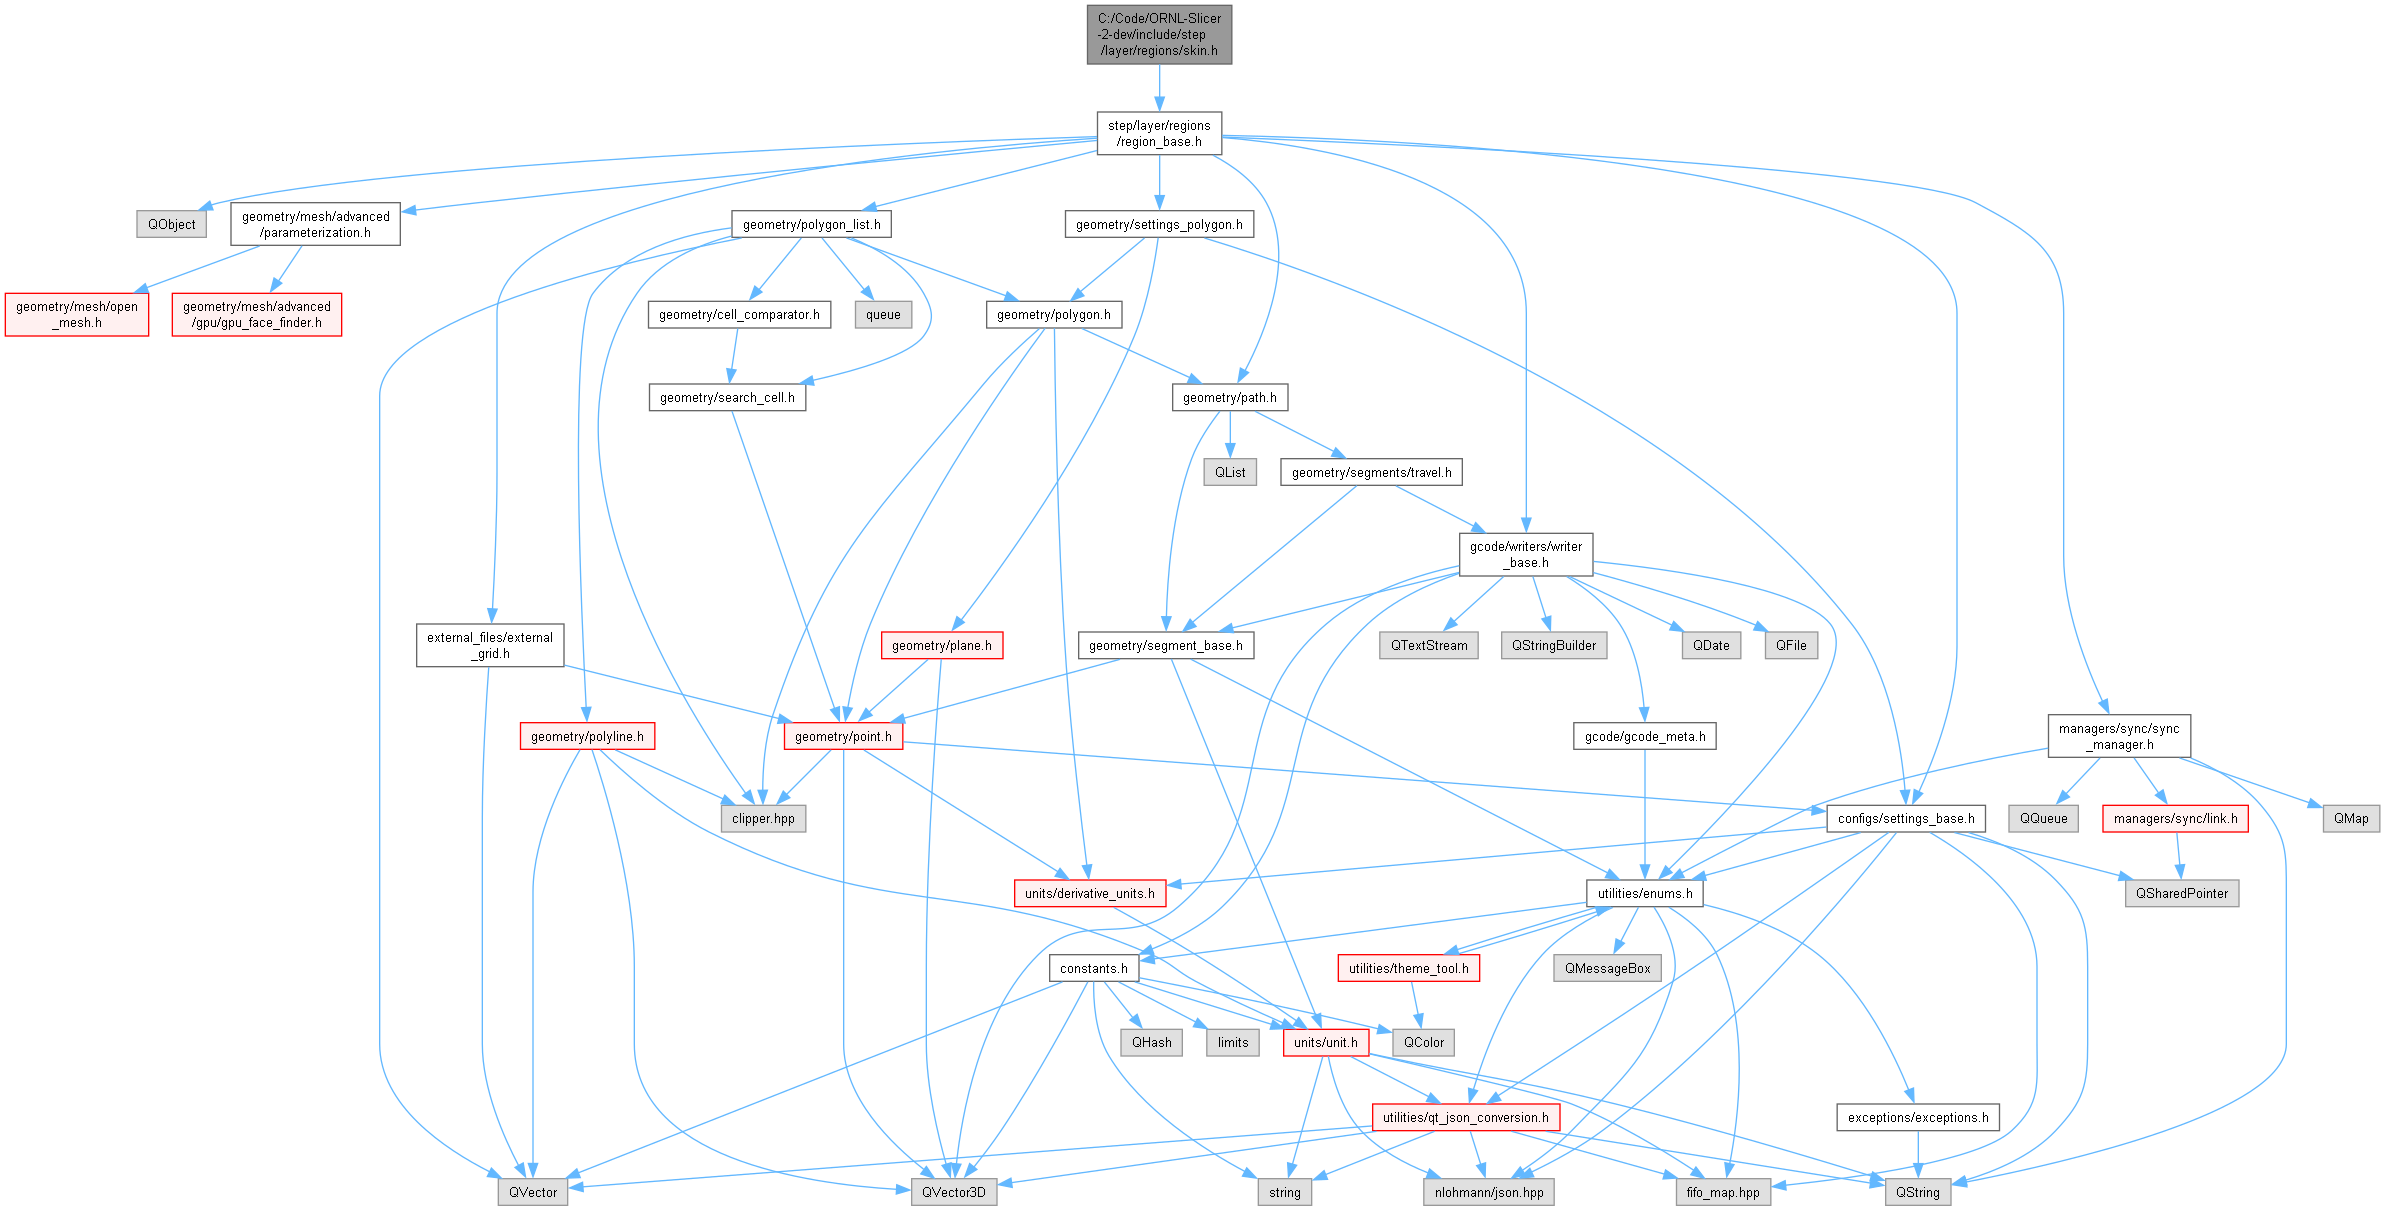 C:/Code/ORNL-Slicer
-2-dev/include/step
/layer/regions/skin.h
step/layer/regions
/region_base.h
QObject
geometry/mesh/advanced
/parameterization.h
geometry/polygon_list.h
geometry/settings_polygon.h
geometry/mesh/open
_mesh.h
geometry/mesh/advanced
/gpu/gpu_face_finder.h
geometry/cell_comparator.h
queue
geometry/polygon.h
geometry/search_cell.h
geometry/path.h
QList
geometry/segments/travel.h
gcode/writers/writer
_base.h
external_files/external
_grid.h
geometry/plane.h
geometry/segment_base.h
QTextStream
QStringBuilder
QDate
QFile
geometry/polyline.h
geometry/point.h
gcode/gcode_meta.h
managers/sync/sync
_manager.h
clipper.hpp
configs/settings_base.h
QQueue
managers/sync/link.h
QMap
units/derivative_units.h
utilities/enums.h
QSharedPointer
constants.h
utilities/theme_tool.h
QMessageBox
QHash
limits
units/unit.h
QColor
utilities/qt_json_conversion.h
exceptions/exceptions.h
QVector
QVector3D
string
nlohmann/json.hpp
fifo_map.hpp
QString